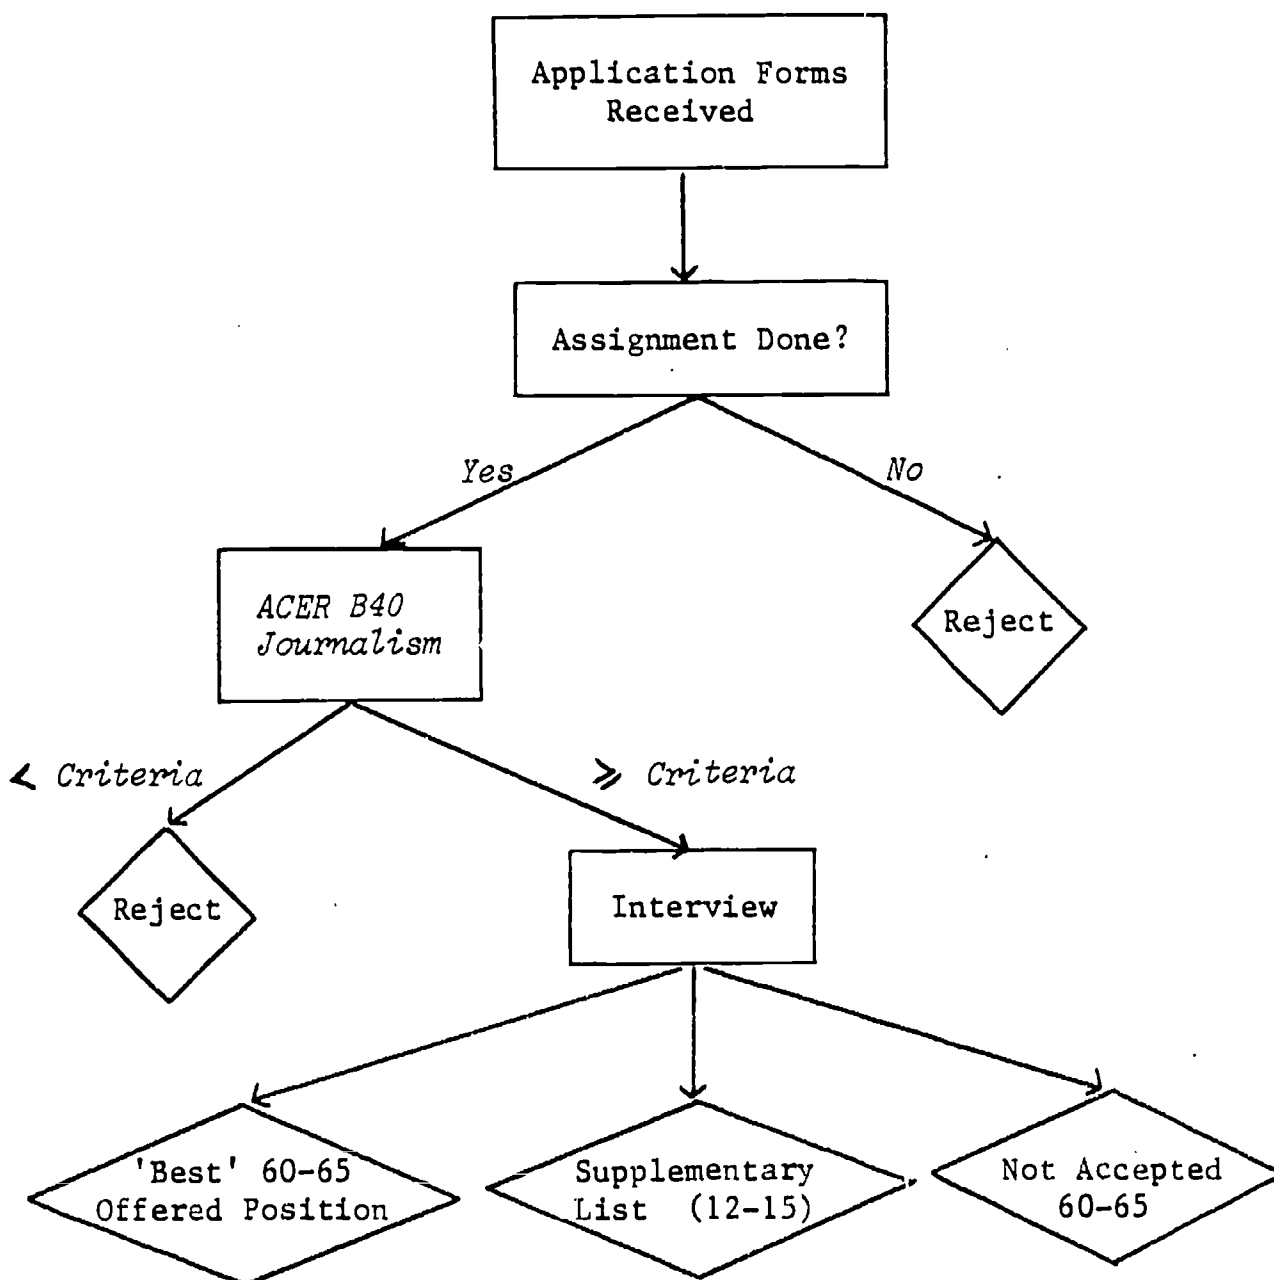 Application Forms
Received
Assignment Done?
Yes
No
ACER B40
Journalism
Reject
< Criteria
⩾ Criteria
Reject
Interview
'Best' 60-65
Offered Position
Supplementary
List (12-15)
Not Accepted
60-65